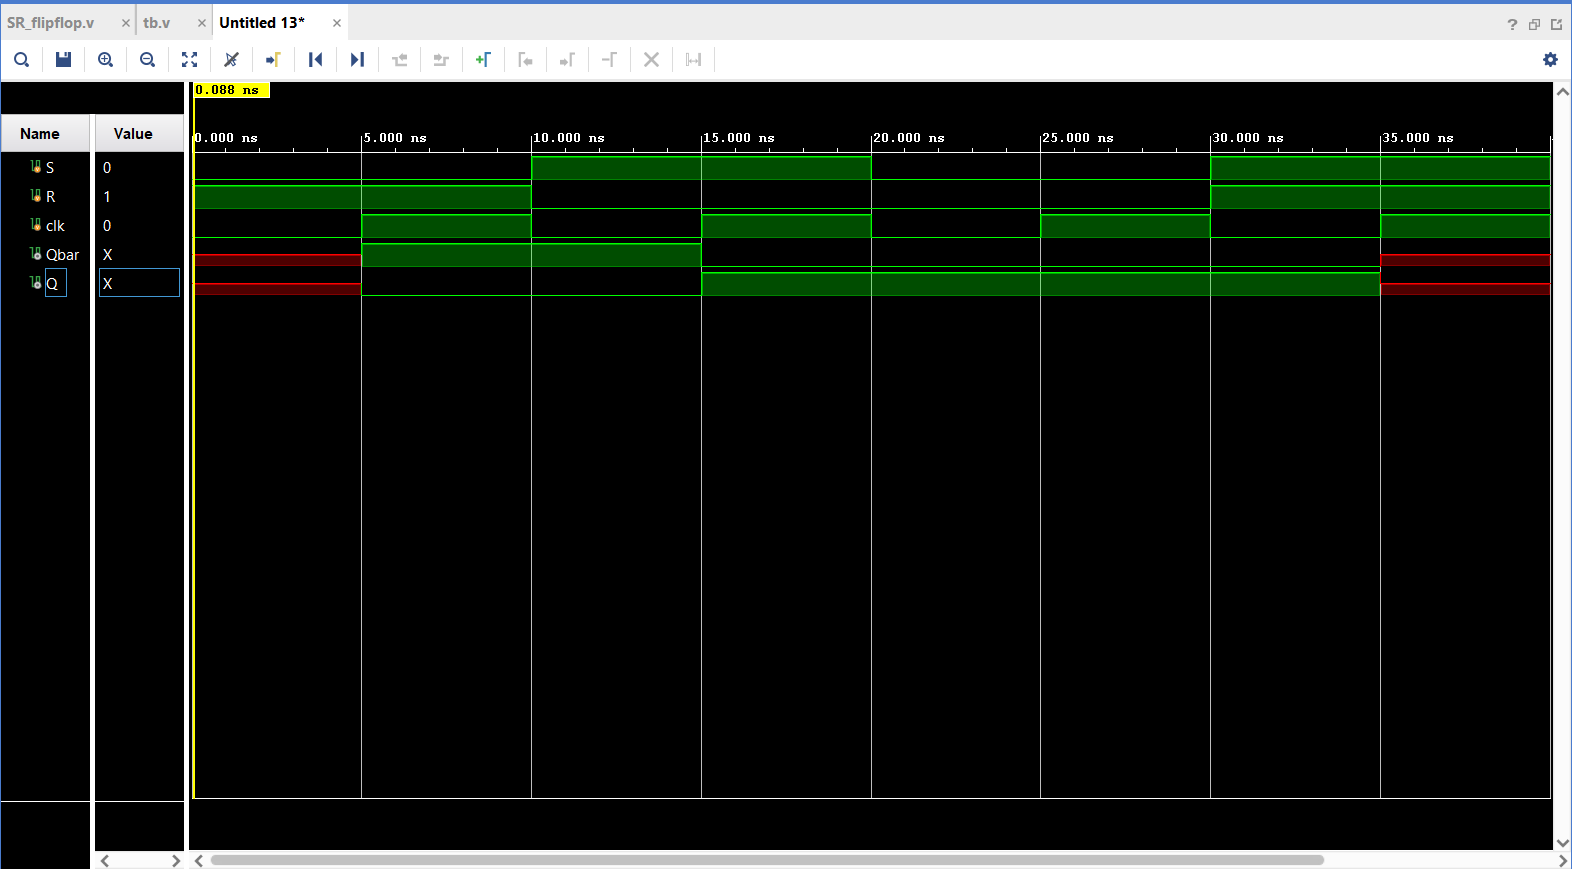 SR_flipflop.v × tb.v × Untitled 13* ×
?
0.088 ns
Name Value
0.000 ns 5.000 ns 10.000 ns 15.000 ns 20.000 ns 25.000 ns 30.000 ns 35.000 ns
S 0
R 1
clk 0
Qbar X
Q X